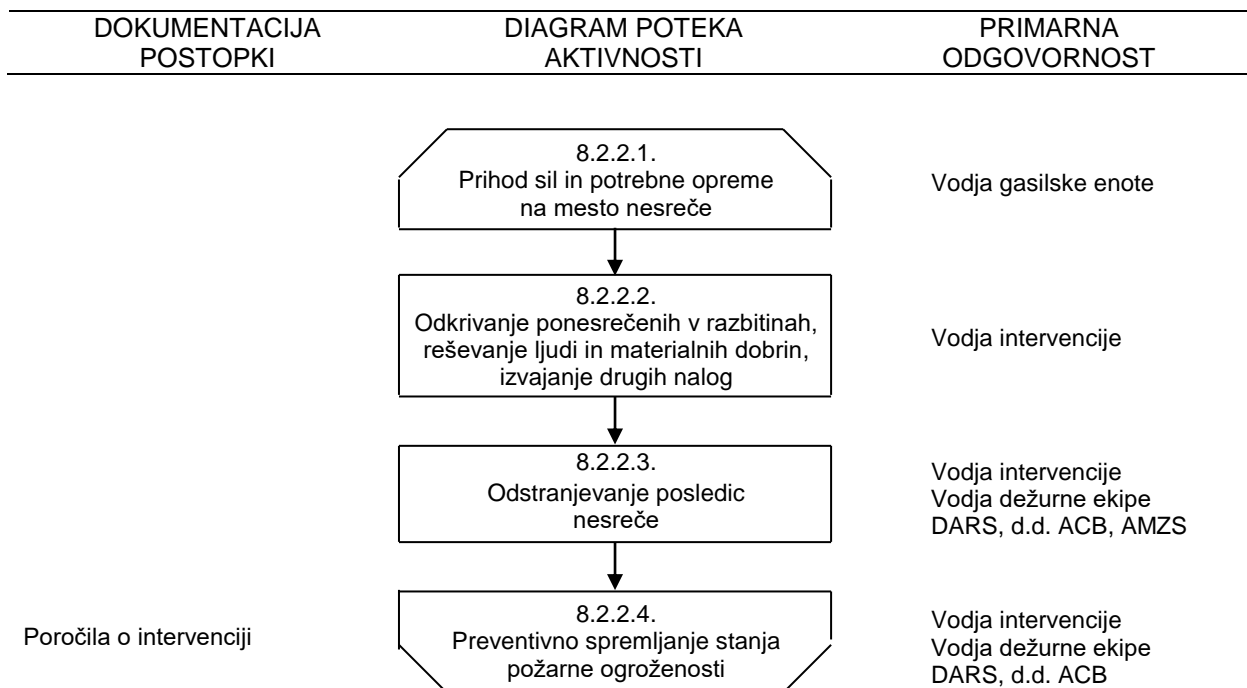 DOKUMENTACIJA
POSTOPKI
DIAGRAM POTEKA
AKTIVNOSTI
PRIMARNA
ODGOVORNOST
8.2.2.1.
Prihod sil in potrebne opreme
na mesto nesreče
Vodja gasilske enote
8.2.2.2.
Odkrivanje ponesrečenih v razbitinah,
reševanje ljudi in materialnih dobrin,
izvajanje drugih nalog
Vodja intervencije
8.2.2.3.
Odstranjevanje posledic
nesreče
Vodja intervencije
Vodja dežurne ekipe
DARS, d.d. ACB, AMZS
Poročila o intervenciji
8.2.2.4.
Preventivno spremljanje stanja
požarne ogroženosti
Vodja intervencije
Vodja dežurne ekipe
DARS, d.d. ACB